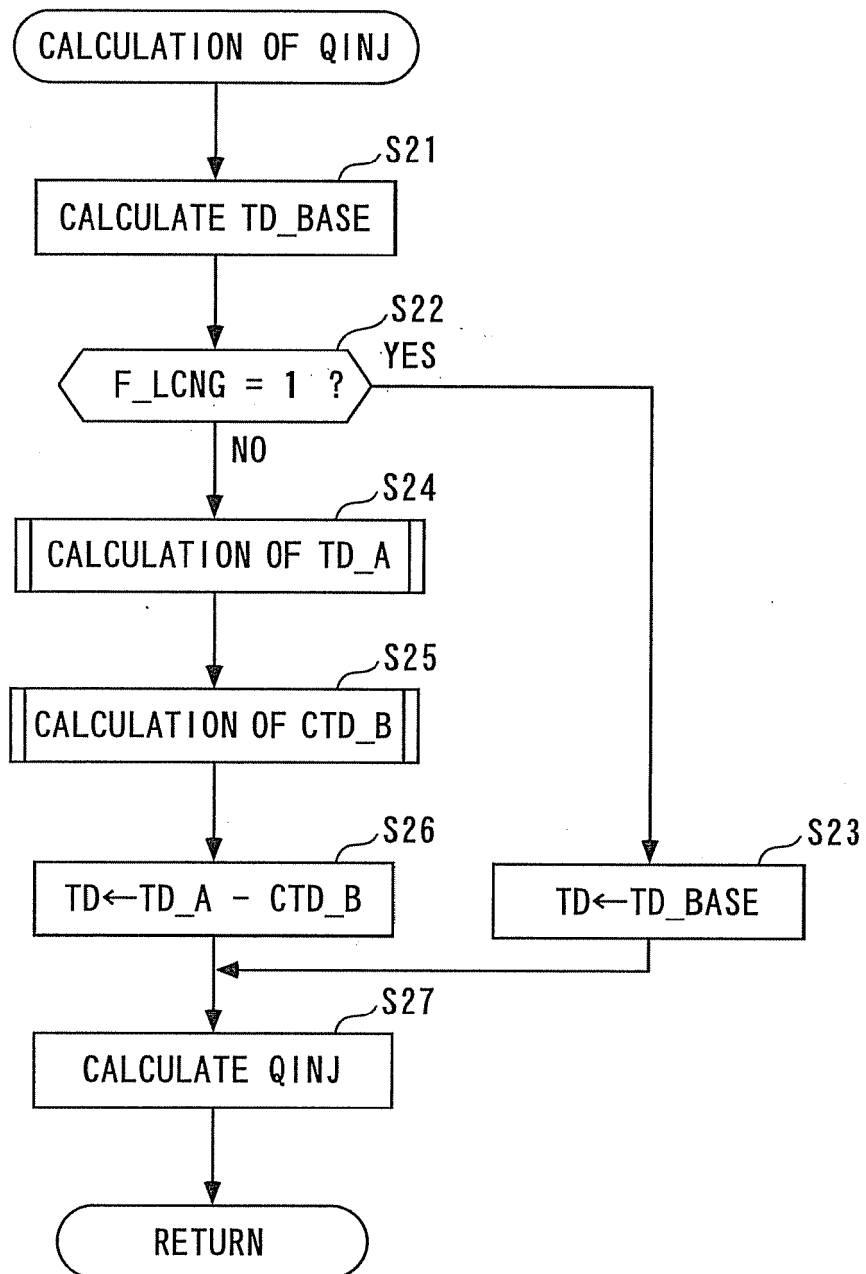 CALCULATION OF QINJ
S21
CALCULATE TD_BASE
S22
F_LCNG = 1 ?
YES
NO
S24
CALCULATION OF TD_A
S25
CALCULATION OF CTD_B
S26
TD←TD_A - CTD_B
S23
TD←TD_BASE
S27
CALCULATE QINJ
RETURN